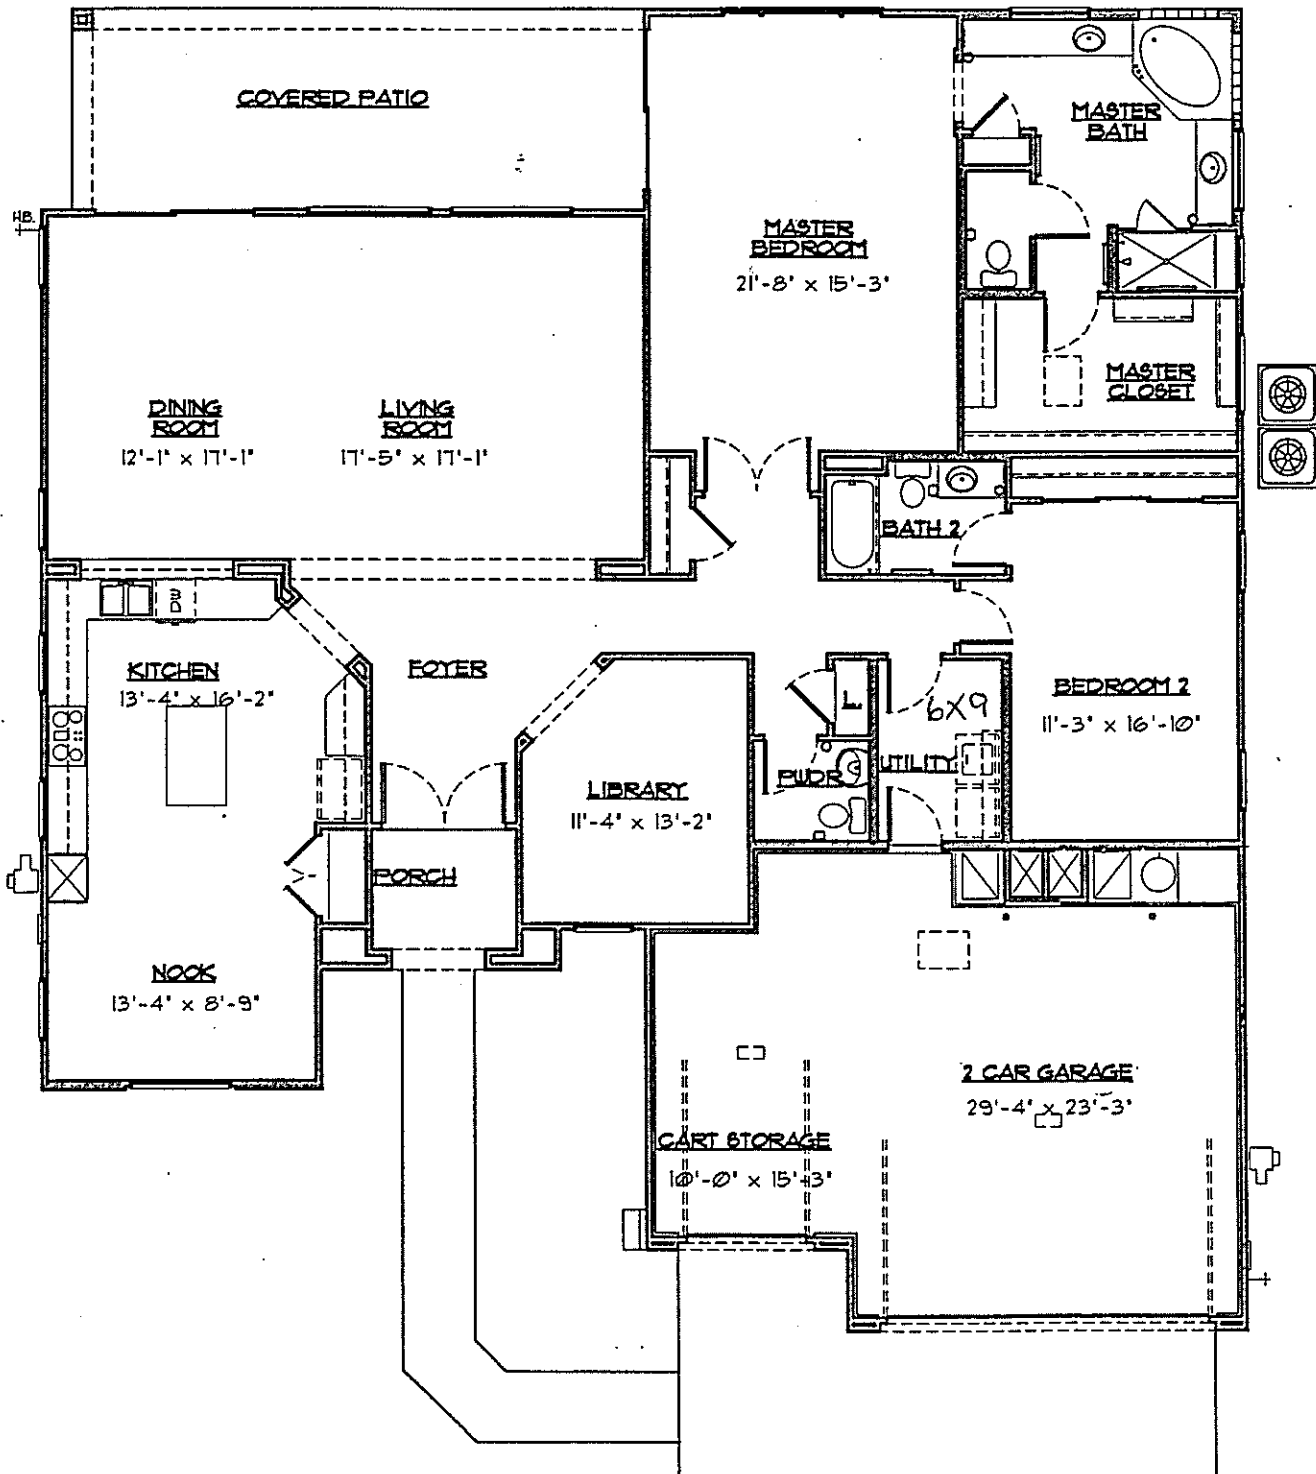 COVERED PATIO
MASTER
BATH
H.B.
MASTER
BEDROOM
21'-8" x 15'-3"
MASTER
CLOSET
DINING
ROOM
12'-1" x 17'-1"
LIVING
ROOM
17'-5" x 17'-1"
BATH 2
DW
KITCHEN
13'-4" x 16'-2"
FOYER
L.
6X9
BEDROOM 2
11'-3" x 16'-10"
UTILITY
PWDR
LIBRARY
11'-4" x 13'-2"
PORCH
NOOK
13'-4" x 8'-9"
2 CAR GARAGE
29'-4" x 23'-3"
CART STORAGE
10'-0" x 15'-3"